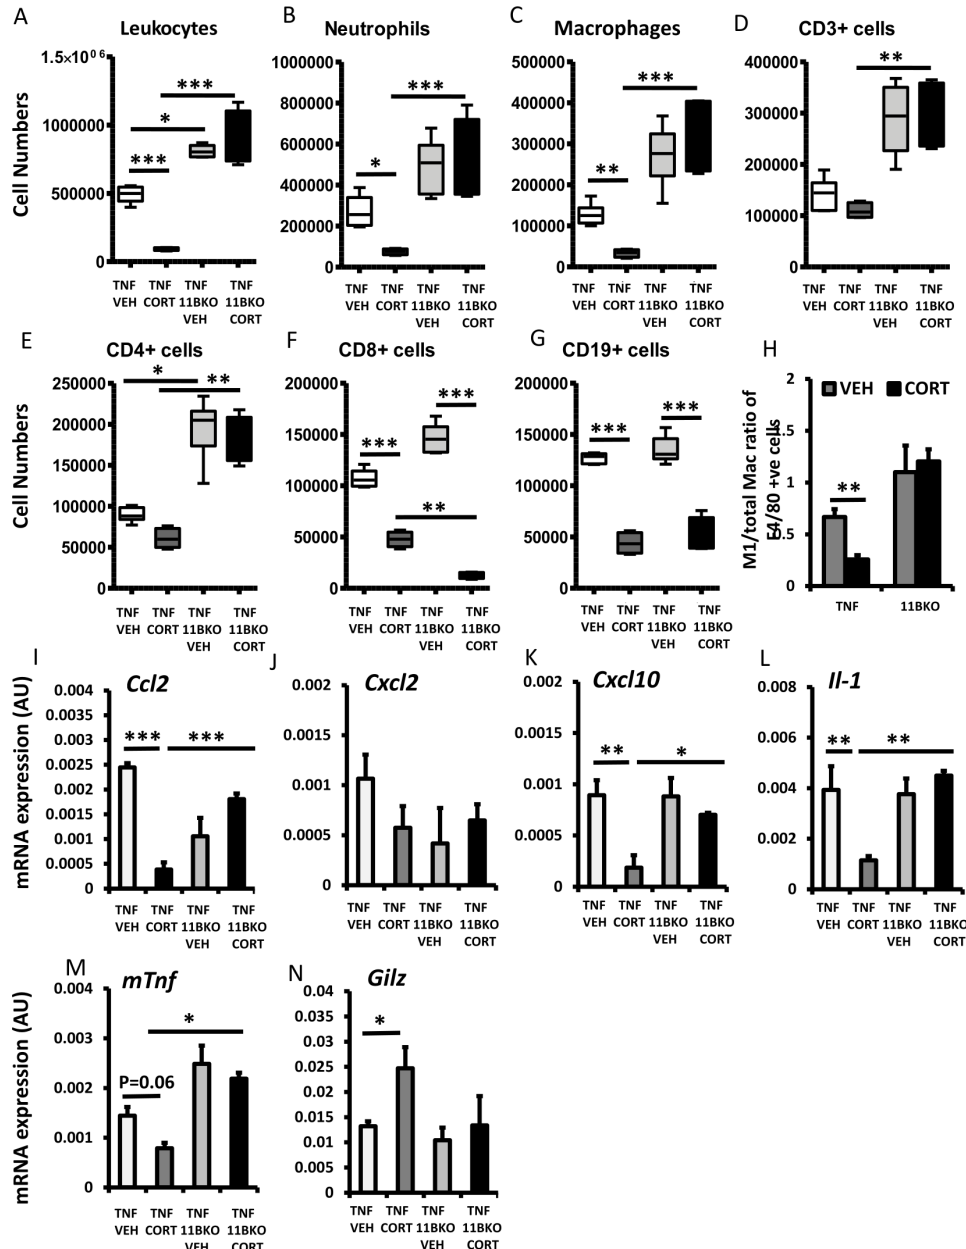 A
Leukocytes
Cell Numbers
1.5×10^06
1000000
500000
0
***
*
***
TNF VEH
TNF CORT
TNF 11BKO VEH
TNF 11BKO CORT
B
Neutrophils
1000000
800000
600000
400000
200000
0
*
***
TNF VEH
TNF CORT
TNF 11BKO VEH
TNF 11BKO CORT
C
Macrophages
500000
400000
300000
200000
100000
0
**
***
TNF VEH
TNF CORT
TNF 11BKO VEH
TNF 11BKO CORT
D
CD3+ cells
400000
300000
200000
100000
0
**
TNF VEH
TNF CORT
TNF 11BKO VEH
TNF 11BKO CORT
E
CD4+ cells
Cell Numbers
250000
200000
150000
100000
50000
0
*
**
TNF VEH
TNF CORT
TNF 11BKO VEH
TNF 11BKO CORT
F
CD8+ cells
200000
150000
100000
50000
0
***
***
**
TNF VEH
TNF CORT
TNF 11BKO VEH
TNF 11BKO CORT
G
CD19+ cells
200000
150000
100000
50000
0
***
***
TNF VEH
TNF CORT
TNF 11BKO VEH
TNF 11BKO CORT
H
M1/total Mac ratio of
F4/80 +ve cells
2
1.5
1
0.5
0
VEH CORT
**
TNF 11BKO
I
Ccl2
mRNA expression (AU)
0.004
0.0035
0.003
0.0025
0.002
0.0015
0.001
0.0005
0
***
***
TNF VEH
TNF CORT
TNF 11BKO VEH
TNF 11BKO CORT
J
Cxcl2
0.002
0.0015
0.001
0.0005
0
TNF VEH
TNF CORT
TNF 11BKO VEH
TNF 11BKO CORT
K
Cxcl10
0.002
0.0015
0.001
0.0005
0
**
*
TNF VEH
TNF CORT
TNF 11BKO VEH
TNF 11BKO CORT
L
Il-1
0.008
0.006
0.004
0.002
0
**
**
TNF VEH
TNF CORT
TNF 11BKO VEH
TNF 11BKO CORT
M
mTnf
mRNA expression (AU)
0.004
0.003
0.002
0.001
0
P=0.06
*
TNF VEH
TNF CORT
TNF 11BKO VEH
TNF 11BKO CORT
N
Gilz
0.04
0.035
0.03
0.025
0.02
0.015
0.01
0.005
0
*
TNF VEH
TNF CORT
TNF 11BKO VEH
TNF 11BKO CORT